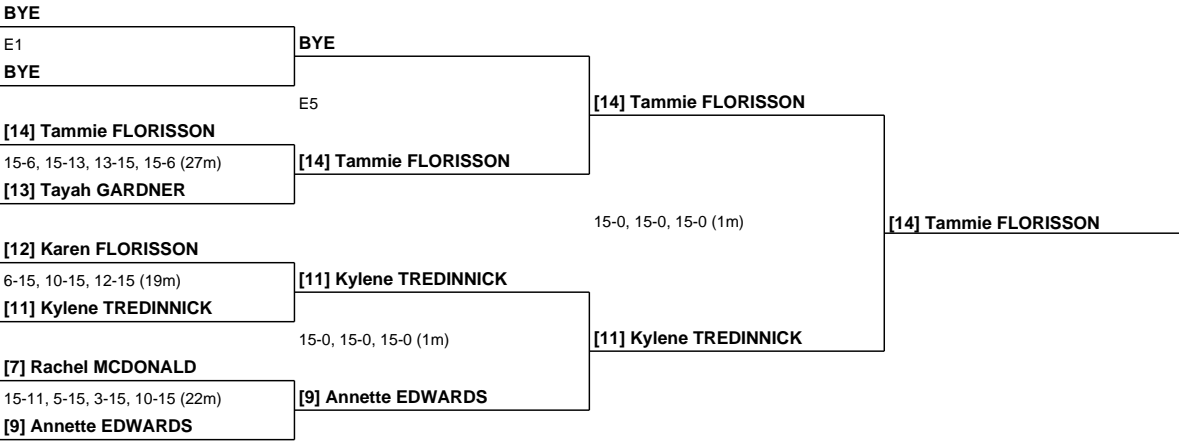 BYE
E1
BYE
BYE
E5
[14] Tammie FLORISSON
[14] Tammie FLORISSON
15-6, 15-13, 13-15, 15-6 (27m)
[14] Tammie FLORISSON
[13] Tayah GARDNER
15-0, 15-0, 15-0 (1m)
[14] Tammie FLORISSON
[12] Karen FLORISSON
6-15, 10-15, 12-15 (19m)
[11] Kylene TREDINNICK
[11] Kylene TREDINNICK
15-0, 15-0, 15-0 (1m)
[11] Kylene TREDINNICK
[7] Rachel MCDONALD
15-11, 5-15, 3-15, 10-15 (22m)
[9] Annette EDWARDS
[9] Annette EDWARDS